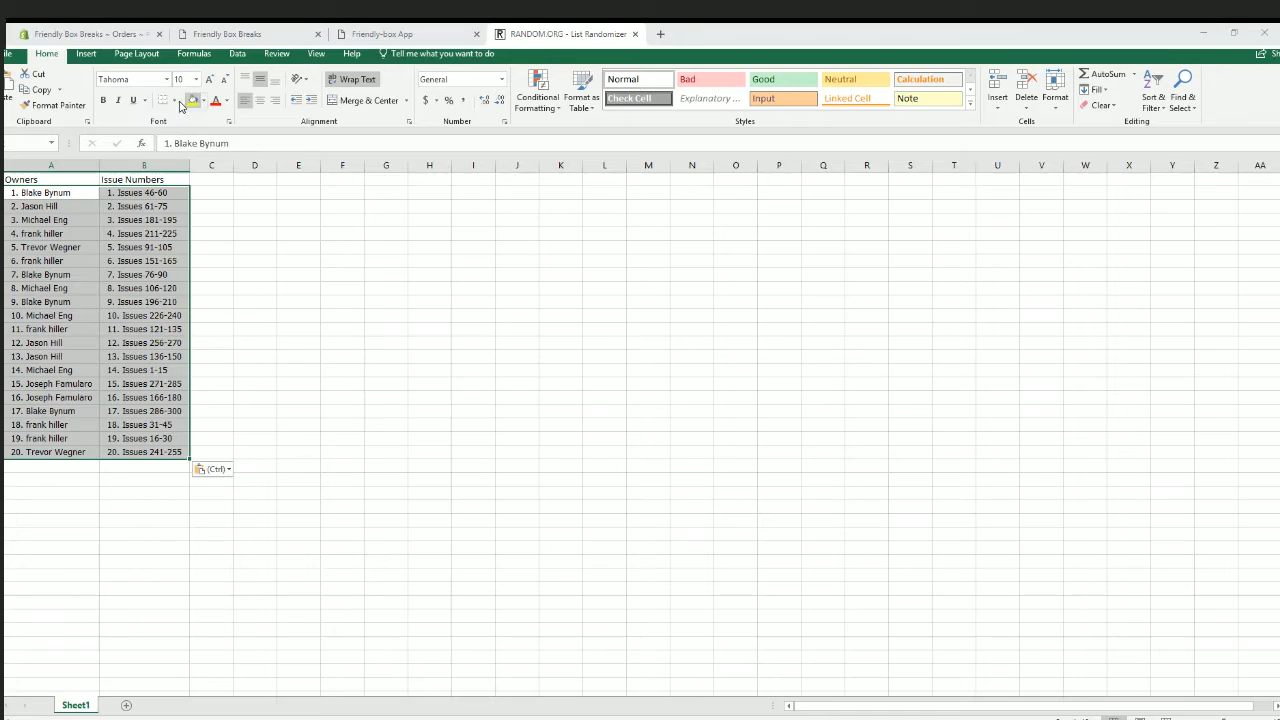 Friendly Box Breaks ~ Orders ~ Friendly Box Breaks Friendly-box App RANDOM.ORG - List Randomizer
Home Insert Page Layout Formulas Data Review View Help Tell me what you want to do
Cut
Copy
Format Painter
Clipboard
Tahoma 10
B I U
Font
Wrap Text
Merge & Center
Alignment
General
$ % ,
Number
Conditional Formatting
Format as Table
Normal Bad Good Neutral Calculation
Check Cell Explanatory ... Input Linked Cell Note
Styles
Insert Delete Format
Cells
AutoSum
Fill
Clear
Sort & Filter
Find & Select
Editing
fx 1. Blake Bynum
A B C D E F G H I J K L M N O P Q R S T U V W X Y Z AA
Owners Issue Numbers
1. Blake Bynum 1. Issues 46-60
2. Jason Hill 2. Issues 61-75
3. Michael Eng 3. Issues 181-195
4. frank hiller 4. Issues 211-225
5. Trevor Wegner 5. Issues 91-105
6. frank hiller 6. Issues 151-165
7. Blake Bynum 7. Issues 76-90
8. Michael Eng 8. Issues 106-120
9. Blake Bynum 9. Issues 196-210
10. Michael Eng 10. Issues 226-240
11. frank hiller 11. Issues 121-135
12. Jason Hill 12. Issues 256-270
13. Jason Hill 13. Issues 136-150
14. Michael Eng 14. Issues 1-15
15. Joseph Famularo 15. Issues 271-285
16. Joseph Famularo 16. Issues 166-180
17. Blake Bynum 17. Issues 286-300
18. frank hiller 18. Issues 31-45
19. frank hiller 19. Issues 16-30
20. Trevor Wegner 20. Issues 241-255
(Ctrl)
Sheet1